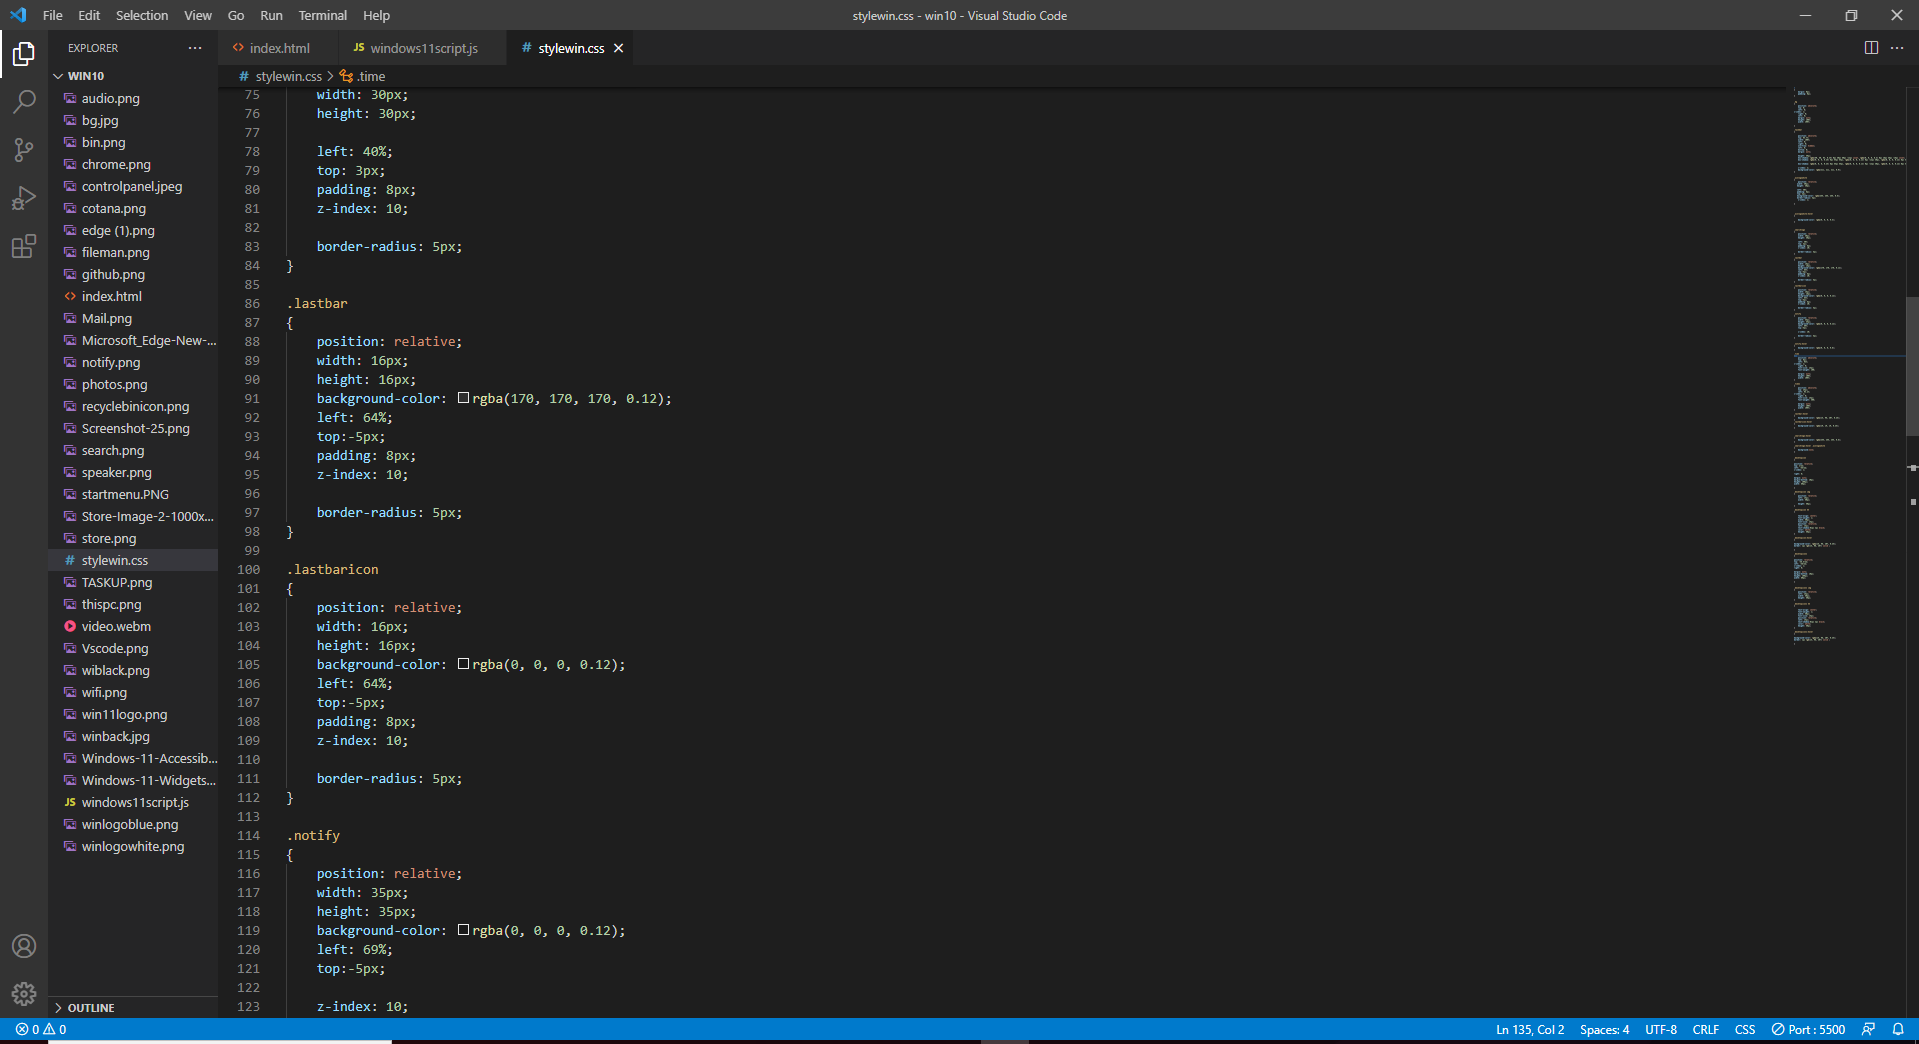 File Edit Selection View Go Run Terminal Help
stylewin.css - win10 - Visual Studio Code
EXPLORER
index.html
JS windows11script.js
# stylewin.css
# stylewin.css > .time
WIN10
audio.png
bg.jpg
bin.png
chrome.png
controlpanel.jpeg
cotana.png
edge (1).png
fileman.png
github.png
index.html
Mail.png
Microsoft_Edge-New-...
notify.png
photos.png
recyclebinicon.png
Screenshot-25.png
search.png
speaker.png
startmenu.PNG
Store-Image-2-1000x...
store.png
# stylewin.css
TASKUP.png
thispc.png
video.webm
Vscode.png
wiblack.png
wifi.png
win11logo.png
winback.jpg
Windows-11-Accessib...
Windows-11-Widgets...
JS windows11script.js
winlogoblue.png
winlogowhite.png
OUTLINE
75 width: 30px;
76 height: 30px;
77
78 left: 40%;
79 top: 3px;
80 padding: 8px;
81 z-index: 10;
82
83 border-radius: 5px;
84 }
85
86 .lastbar
87 {
88 position: relative;
89 width: 16px;
90 height: 16px;
91 background-color: rgba(170, 170, 170, 0.12);
92 left: 64%;
93 top:-5px;
94 padding: 8px;
95 z-index: 10;
96
97 border-radius: 5px;
98 }
99
100 .lastbaricon
101 {
102 position: relative;
103 width: 16px;
104 height: 16px;
105 background-color: rgba(0, 0, 0, 0.12);
106 left: 64%;
107 top:-5px;
108 padding: 8px;
109 z-index: 10;
110
111 border-radius: 5px;
112 }
113
114 .notify
115 {
116 position: relative;
117 width: 35px;
118 height: 35px;
119 background-color: rgba(0, 0, 0, 0.12);
120 left: 69%;
121 top:-5px;
122
123 z-index: 10;
0 0
Ln 135, Col 2 Spaces: 4 UTF-8 CRLF CSS Port : 5500